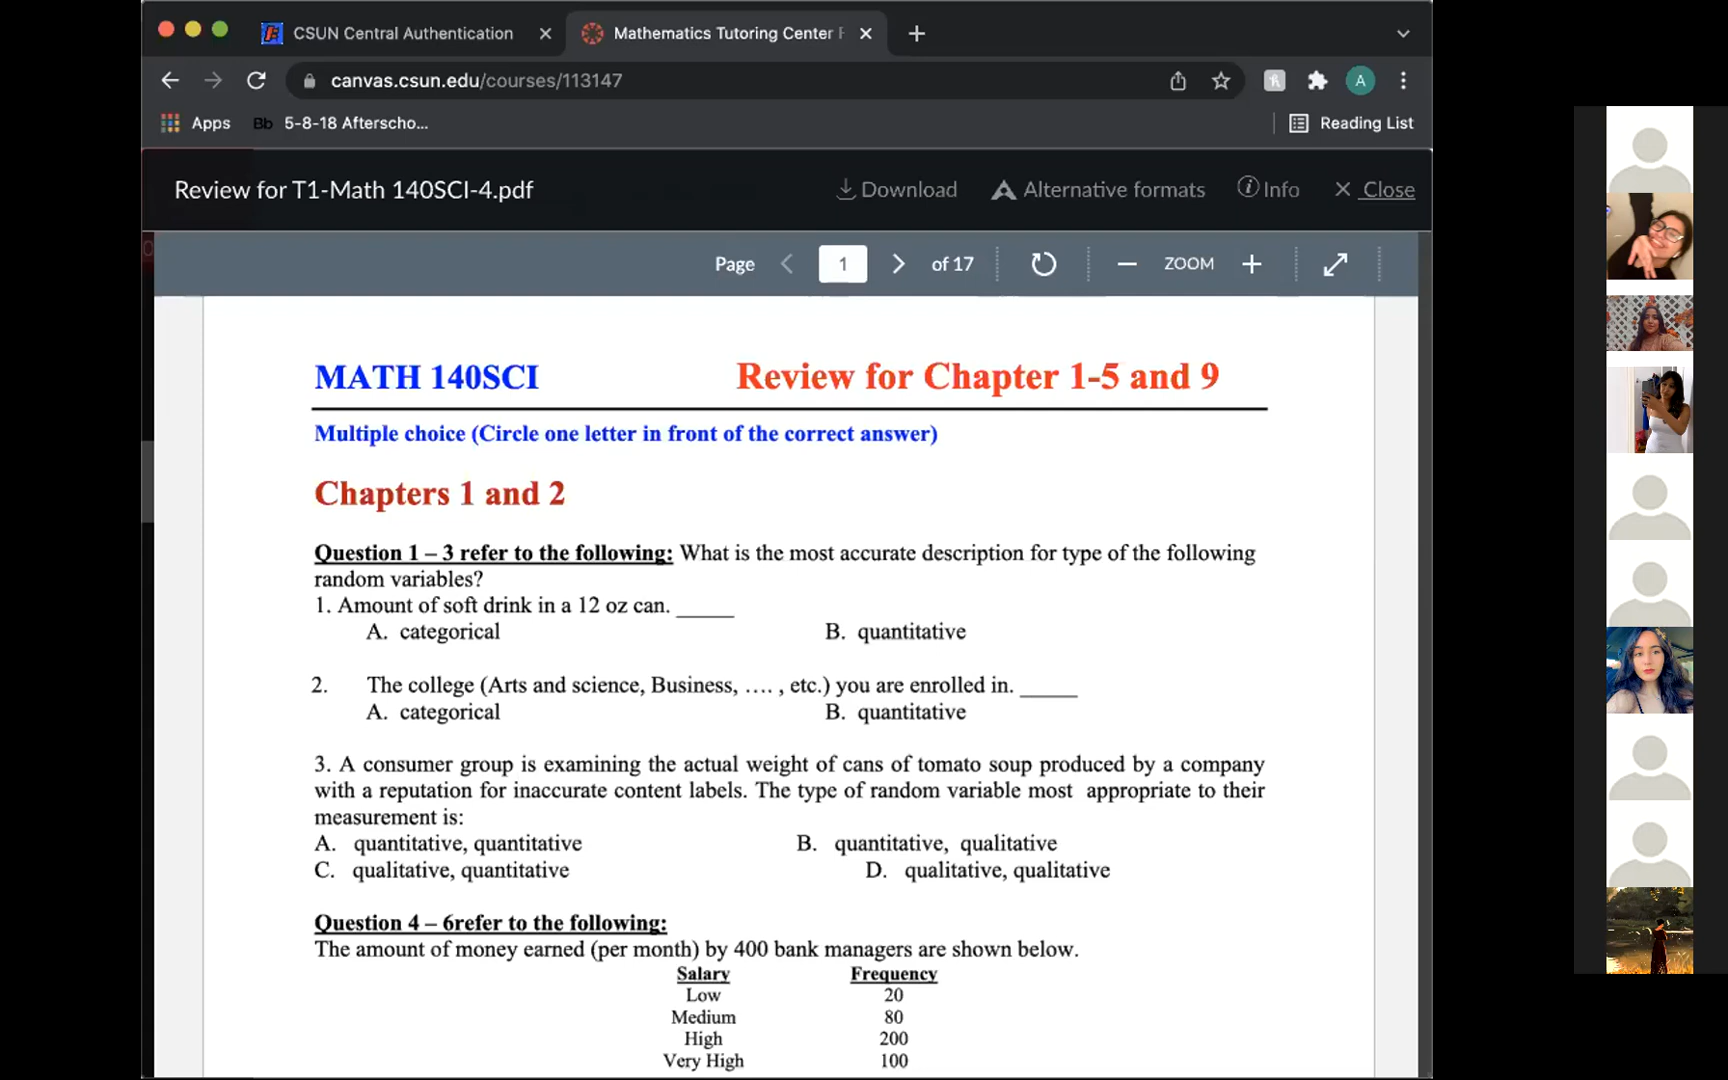 CSUN Central Authentication
Mathematics Tutoring Center
canvas.csun.edu/courses/113147
A
Apps
Bb 5-8-18 Afterscho...
Reading List
Review for T1-Math 140SCI-4.pdf
Download
Alternative formats
Info
Close
Page 1 of 17
ZOOM
MATH 140SCI Review for Chapter 1-5 and 9
Multiple choice (Circle one letter in front of the correct answer)
Chapters 1 and 2
Question 1 – 3 refer to the following: What is the most accurate description for type of the following
random variables?
1. Amount of soft drink in a 12 oz can. _____
A. categorical B. quantitative
2. The college (Arts and science, Business, …. , etc.) you are enrolled in. _____
A. categorical B. quantitative
3. A consumer group is examining the actual weight of cans of tomato soup produced by a company
with a reputation for inaccurate content labels. The type of random variable most appropriate to their
measurement is:
A. quantitative, quantitative B. quantitative, qualitative
C. qualitative, quantitative D. qualitative, qualitative
Question 4 – 6refer to the following:
The amount of money earned (per month) by 400 bank managers are shown below.
Salary Frequency
Low 20
Medium 80
High 200
Very High 100